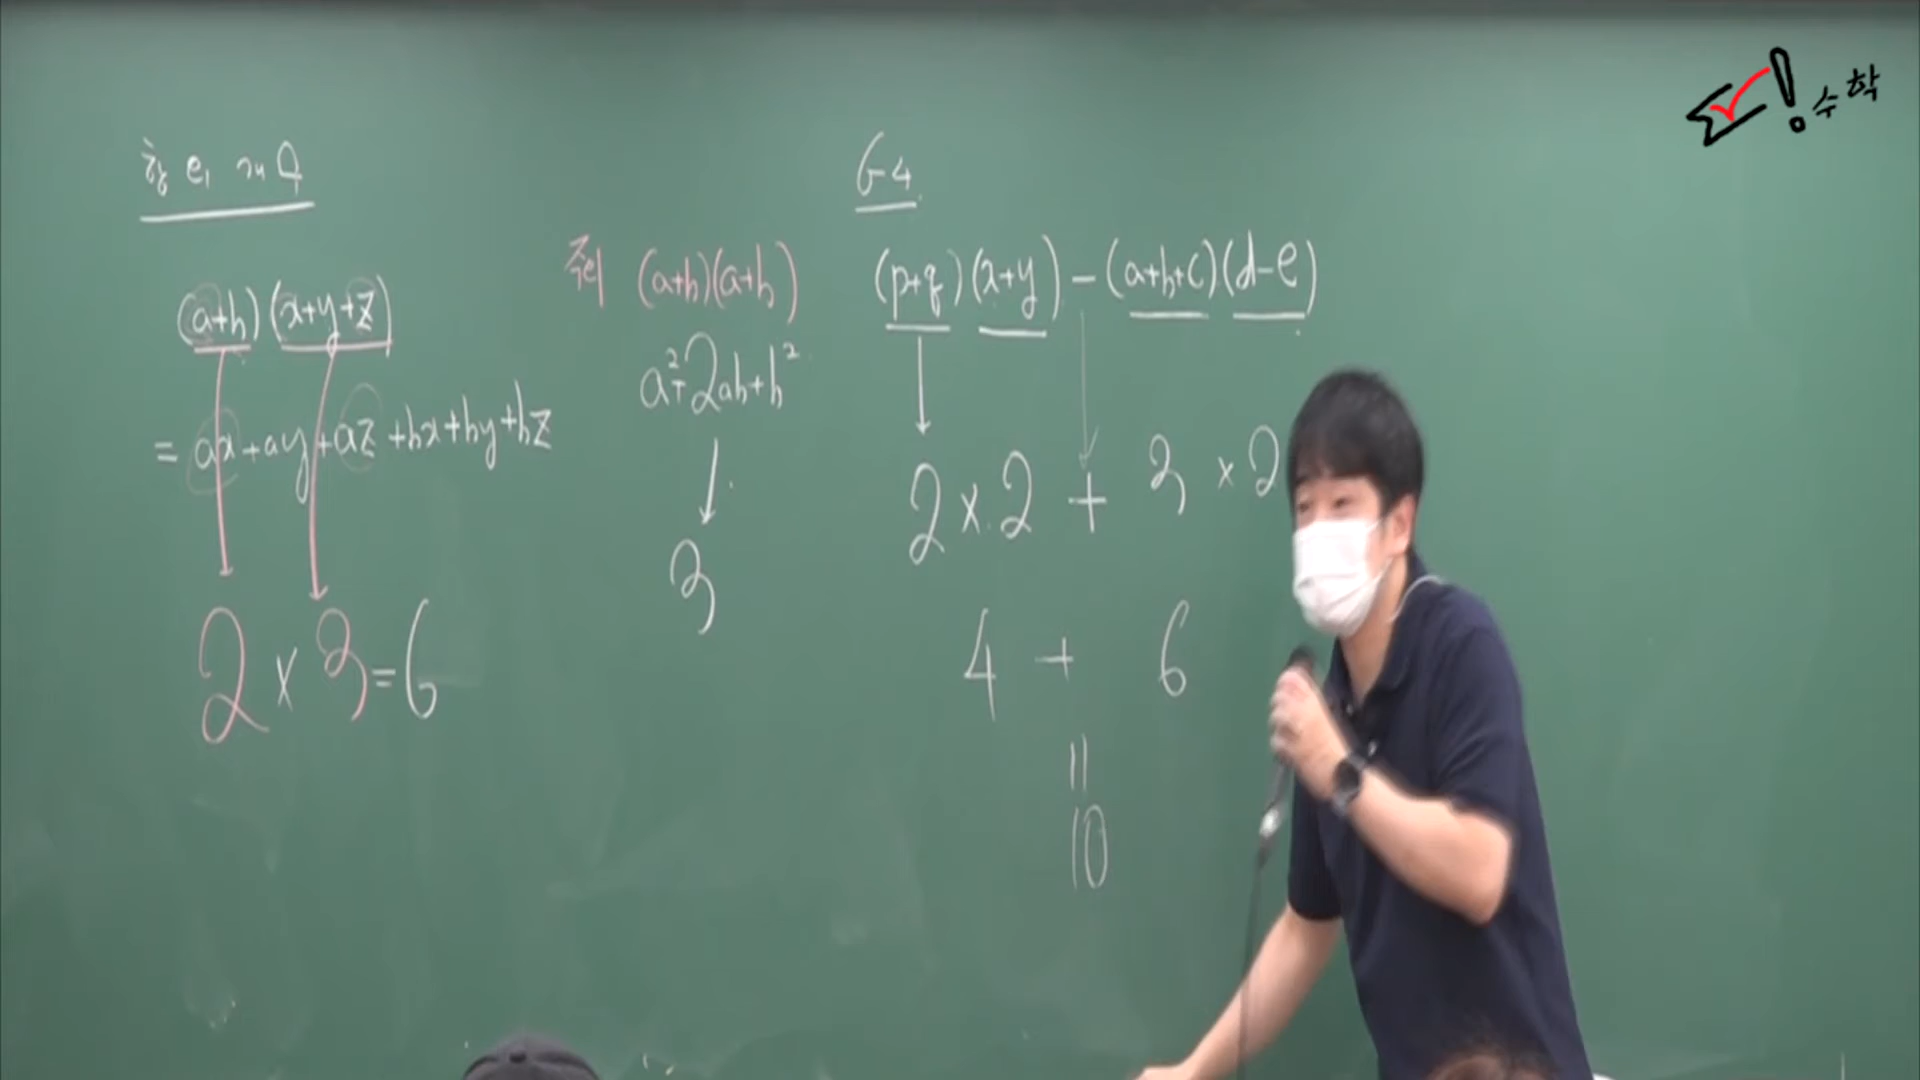 항의 개수
(a+b)(x+y+z)
= ax+ay+az+bx+by+bz
2 × 3 = 6
주의 (a+b)(a+b)
a²+2ab+b²
3
6-4
(p+q)(x+y)-(a+b+c)(d-e)
2×2 + 3×2
4 + 6
11
10
수학